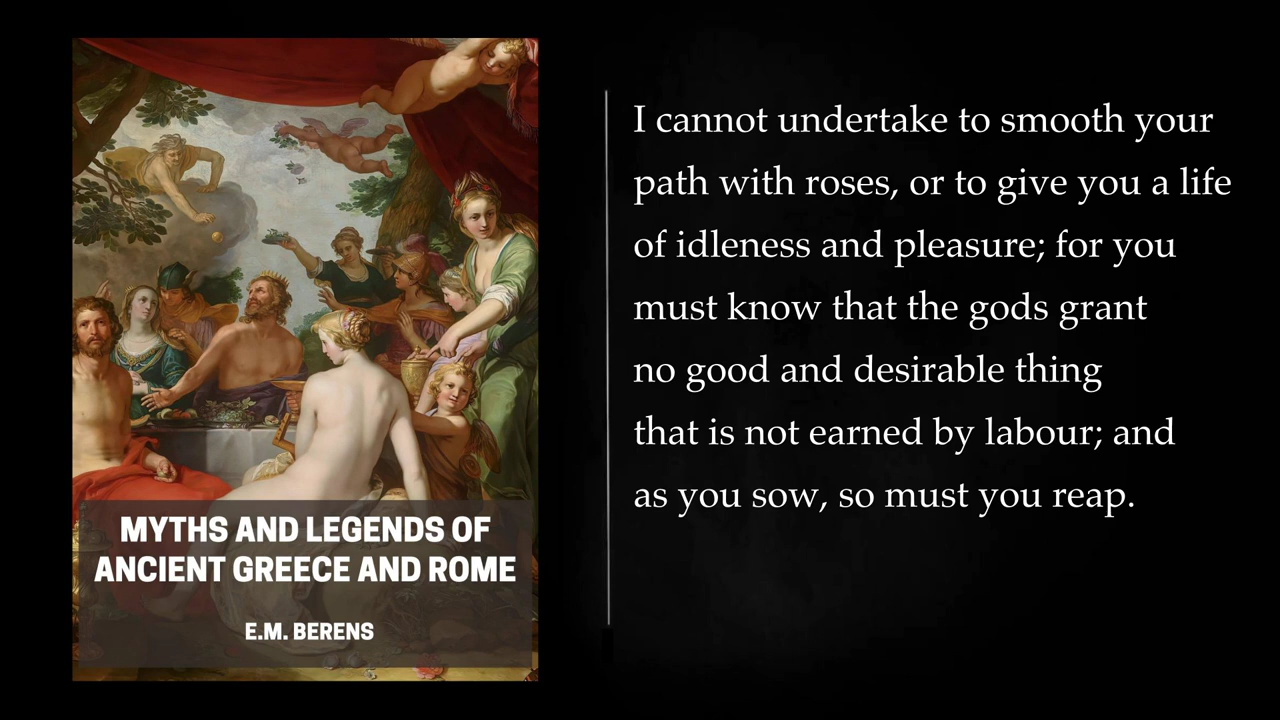 MYTHS AND LEGENDS OF
ANCIENT GREECE AND ROME
E.M. BERENS
I cannot undertake to smooth your
path with roses, or to give you a life
of idleness and pleasure; for you
must know that the gods grant
no good and desirable thing
that is not earned by labour; and
as you sow, so must you reap.